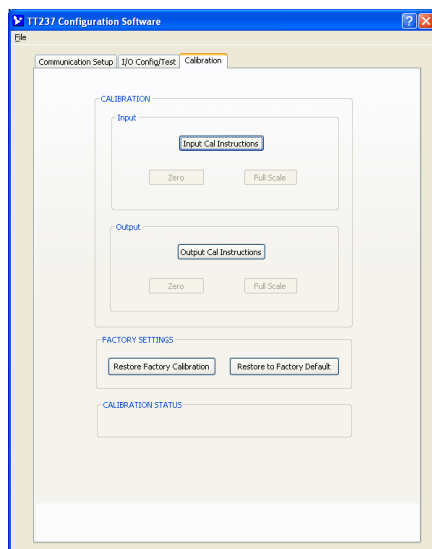 TT237 Configuration Software
File
Communication Setup I/O Config/Test Calibration
CALIBRATION
Input
Input Cal Instructions
Zero Full Scale
Output
Output Cal Instructions
Zero Full Scale
FACTORY SETTINGS
Restore Factory Calibration Restore to Factory Default
CALIBRATION STATUS